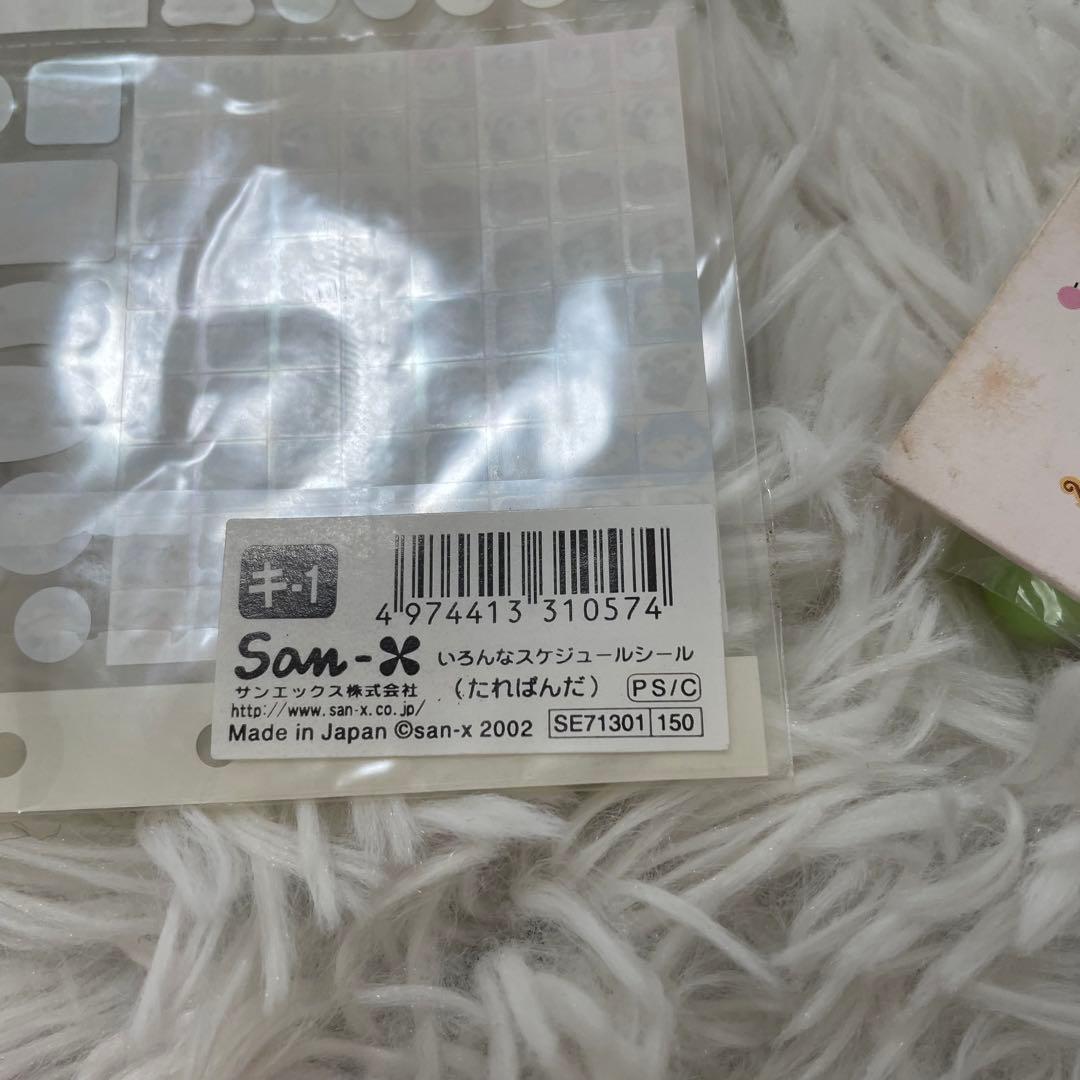 キ-1
4 974413 310574
San-X
いろんなスケジュールシール
サンエックス株式会社
(たれぱんだ) PS/C
http://www.san-x.co.jp/
Made in Japan ©san-x 2002 SE71301 150